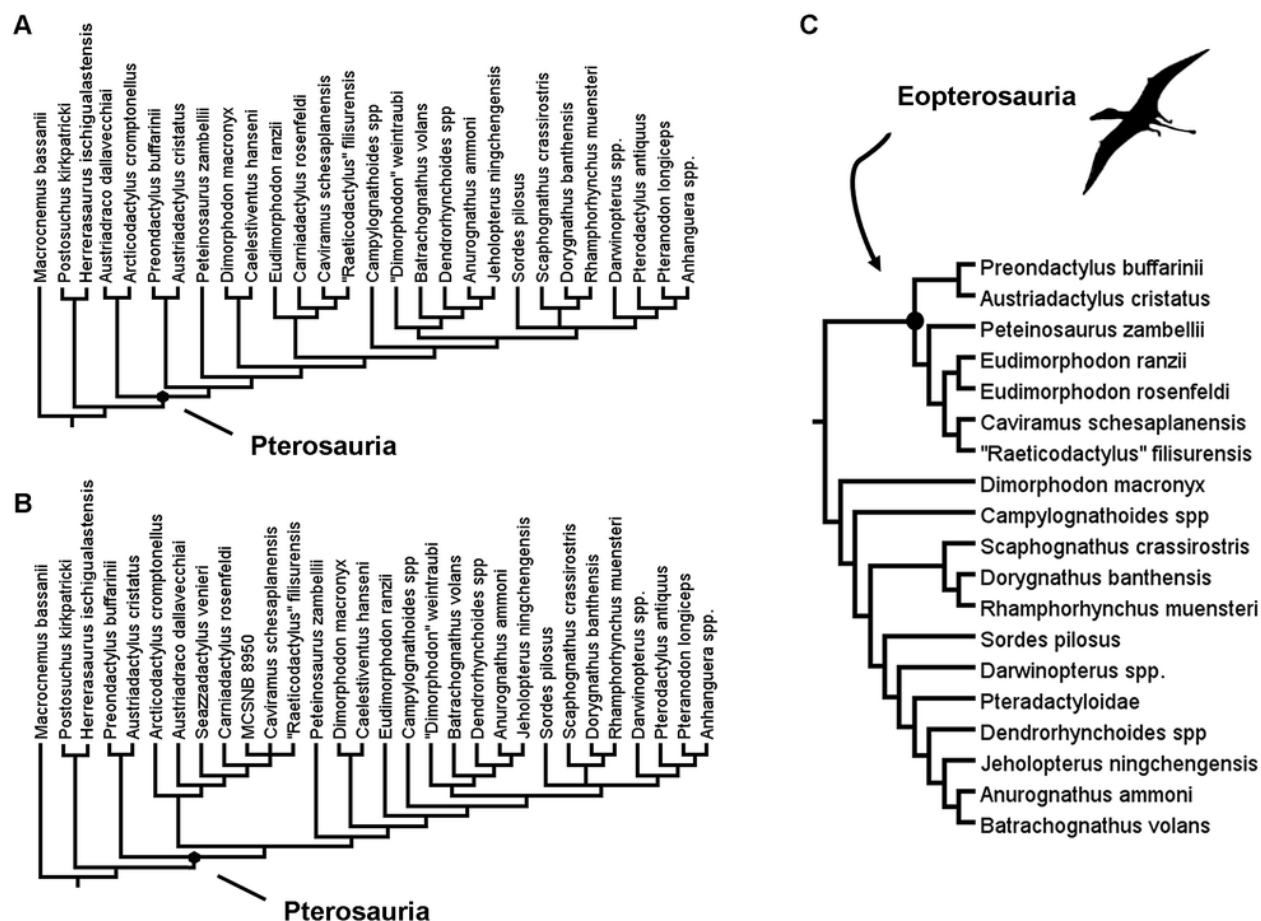 A
Macrocnemus bassanii
Postosuchus kirkpatricki
Herrerasaurus ischigualastensis
Austriadraco dallavecchiai
Arcticodactylus cromptonellus
Preondactylus buffarinii
Austriadactylus cristatus
Peteinosaurus zambellii
Dimorphodon macronyx
Caelestiventus hanseni
Eudimorphodon ranzii
Carniadactylus rosenfeldi
Caviramus schesaplanensis
"Raeticodactylus" filisurensis
Campylognathoides spp
"Dimorphodon" weintraubi
Batrachognathus volans
Dendrorhynchoides spp
Anurognathus ammoni
Jeholopterus ningchengensis
Sordes pilosus
Scaphognathus crassirostris
Dorygnathus banthensis
Rhamphorhynchus muensteri
Darwinopterus spp.
Pterodactylus antiquus
Pteranodon longiceps
Anhanguera spp.
Pterosauria
B
Macrocnemus bassanii
Postosuchus kirkpatricki
Herrerasaurus ischigualastensis
Preondactylus buffarinii
Austriadactylus cristatus
Arcticodactylus cromptonellus
Austriadraco dallavecchiai
Seazzadactylus venieri
Carniadactylus rosenfeldi
MCSNB 8950
Caviramus schesaplanensis
"Raeticodactylus" filisurensis
Peteinosaurus zambellii
Dimorphodon macronyx
Caelestiventus hanseni
Eudimorphodon ranzii
Campylognathoides spp
"Dimorphodon" weintraubi
Batrachognathus volans
Dendrorhynchoides spp
Anurognathus ammoni
Jeholopterus ningchengensis
Sordes pilosus
Scaphognathus crassirostris
Dorygnathus banthensis
Rhamphorhynchus muensteri
Darwinopterus spp.
Pterodactylus antiquus
Pteranodon longiceps
Anhanguera spp.
Pterosauria
C
Eopterosauria
Preondactylus buffarinii
Austriadactylus cristatus
Peteinosaurus zambellii
Eudimorphodon ranzii
Eudimorphodon rosenfeldi
Caviramus schesaplanensis
"Raeticodactylus" filisurensis
Dimorphodon macronyx
Campylognathoides spp
Scaphognathus crassirostris
Dorygnathus banthensis
Rhamphorhynchus muensteri
Sordes pilosus
Darwinopterus spp.
Pteradactyloidae
Dendrorhynchoides spp
Jeholopterus ningchengensis
Anurognathus ammoni
Batrachognathus volans